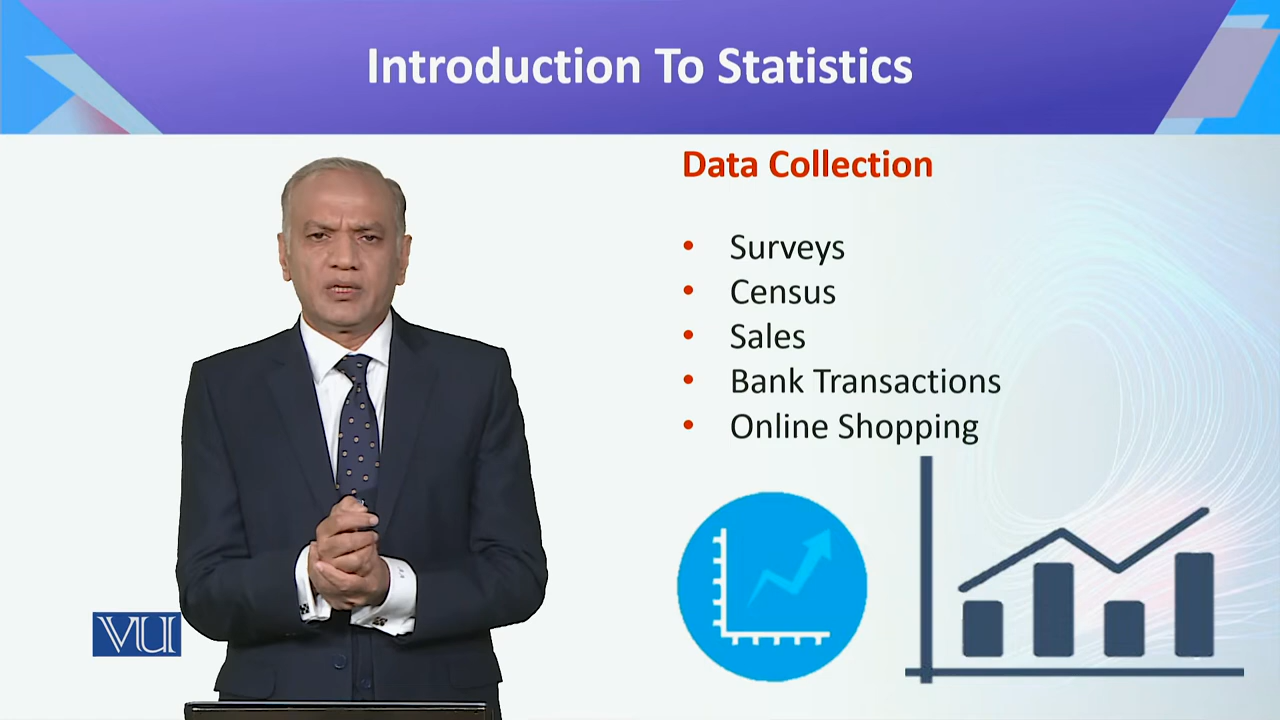 Introduction To Statistics
Data Collection
• Surveys
• Census
• Sales
• Bank Transactions
• Online Shopping
VU